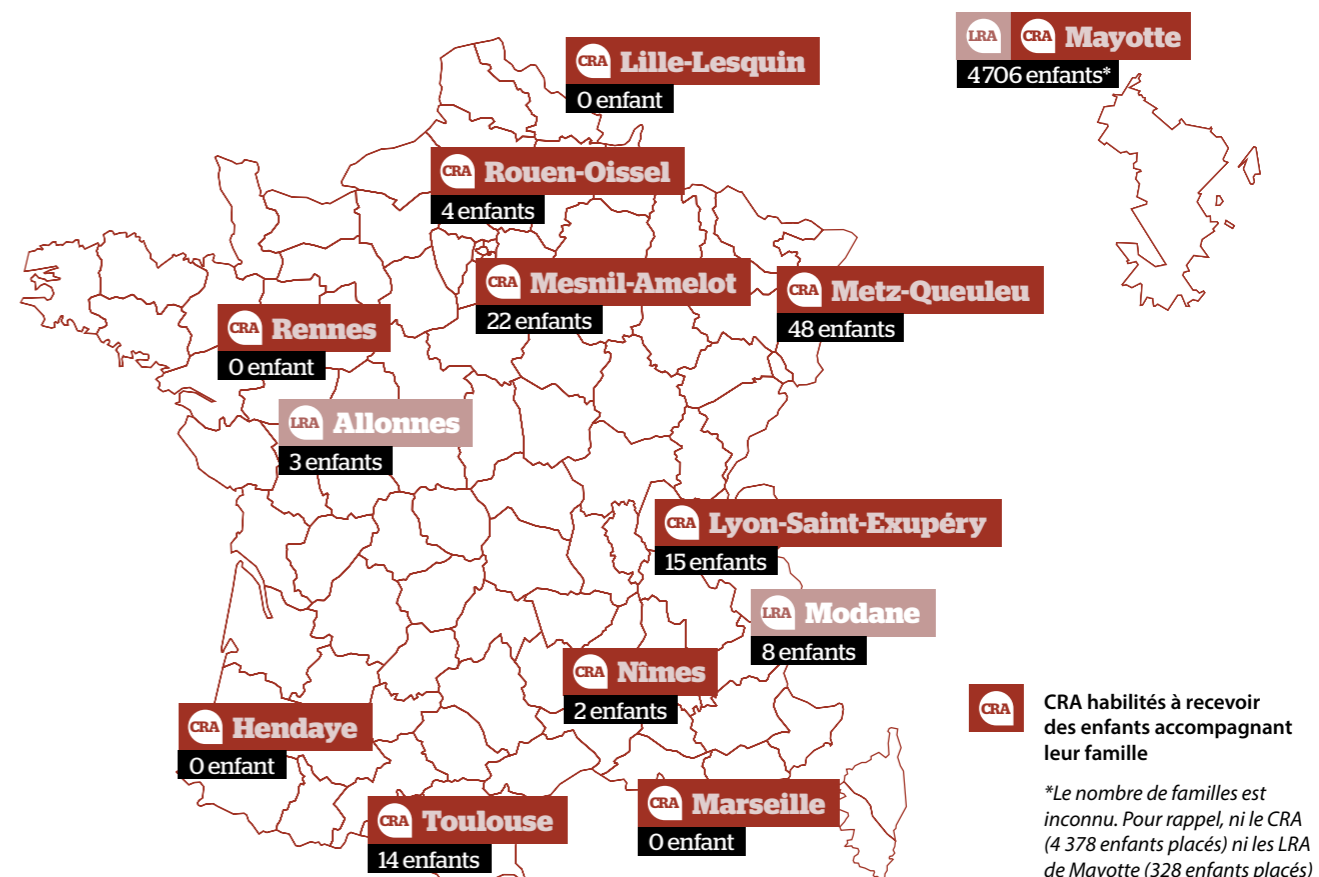 CRA Lille-Lesquin
0 enfant
LRA CRA Mayotte
4706 enfants*
CRA Rouen-Oissel
4 enfants
CRA Mesnil-Amelot
22 enfants
CRA Metz-Queuleu
48 enfants
CRA Rennes
0 enfant
LRA Allonnes
3 enfants
CRA Lyon-Saint-Exupéry
15 enfants
LRA Modane
8 enfants
CRA Nîmes
2 enfants
CRA Hendaye
0 enfant
CRA Marseille
0 enfant
CRA Toulouse
14 enfants
CRA CRA habilités à recevoir
des enfants accompagnant
leur famille
*Le nombre de familles est
inconnu. Pour rappel, ni le CRA
(4 378 enfants placés) ni les LRA
de Mayotte (328 enfants placés)